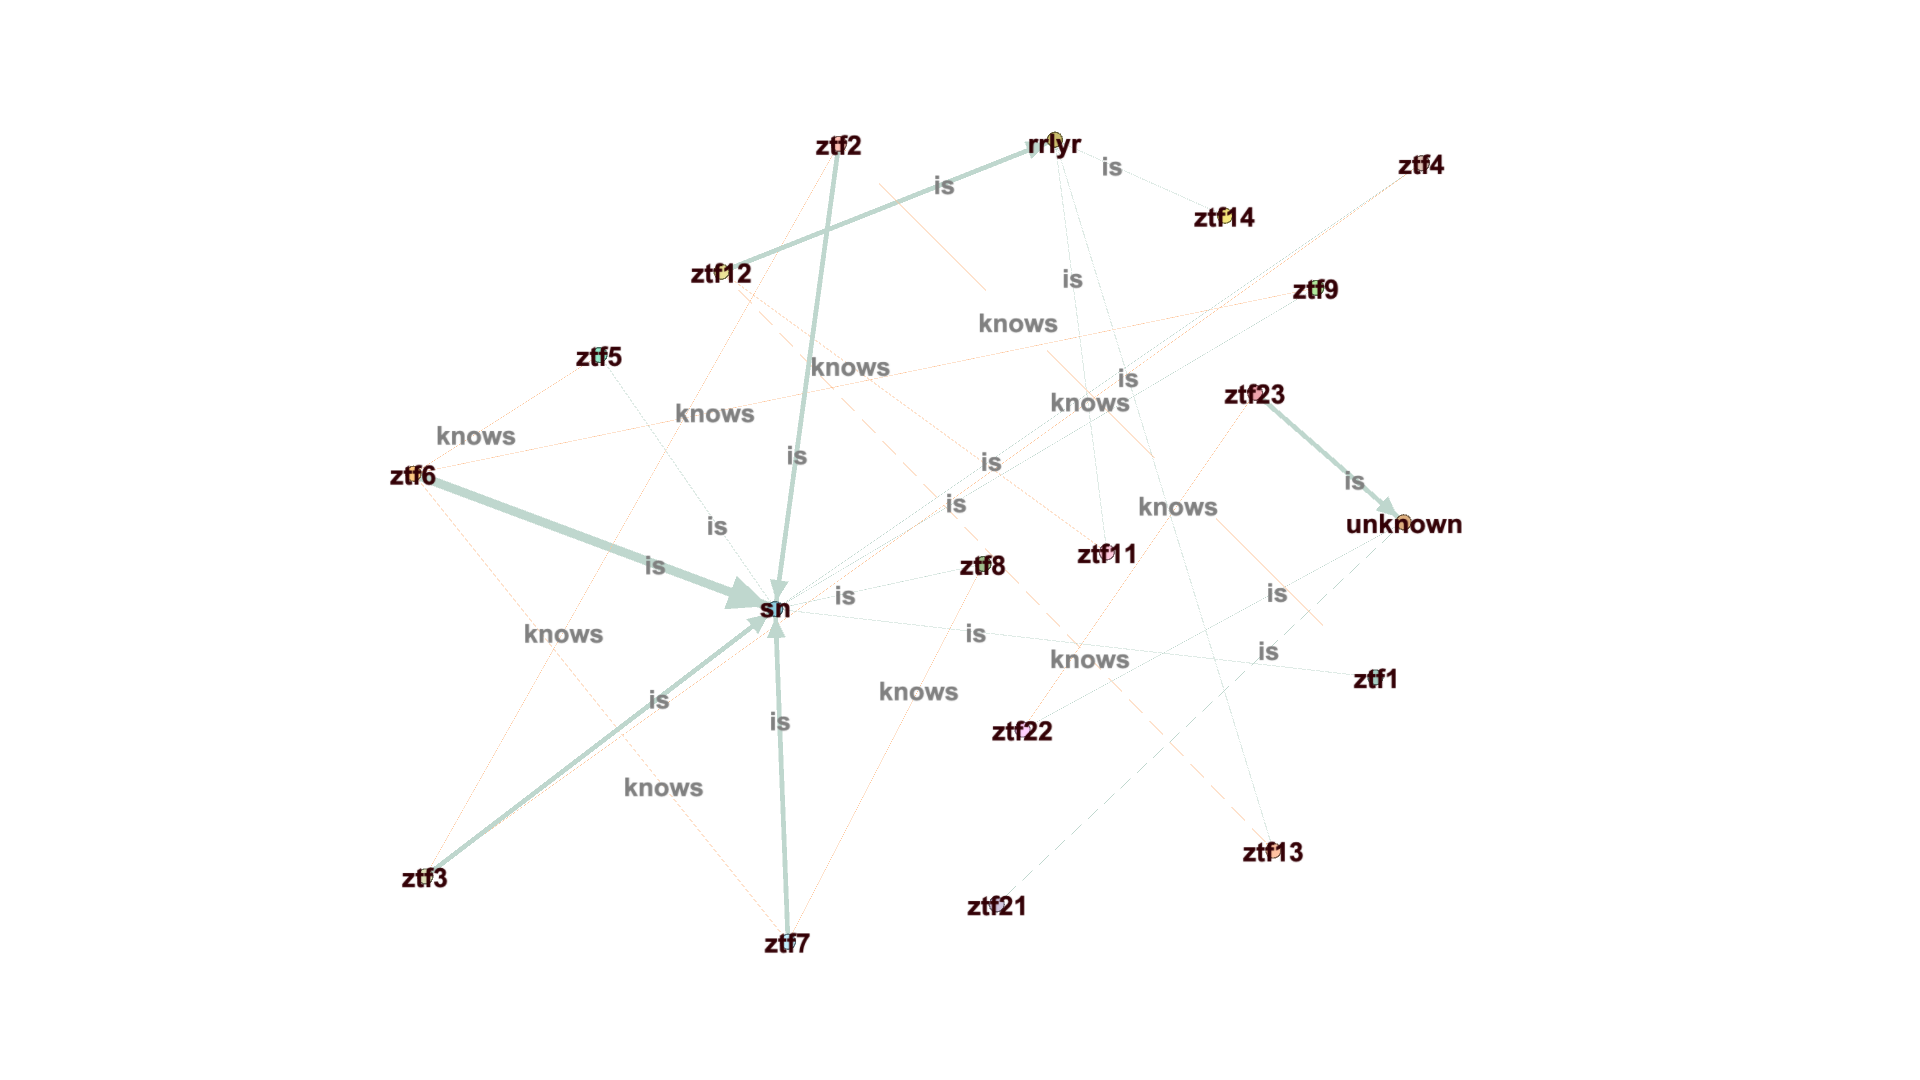 ztf2
rrlyr
ztf4
is
is
ztf14
ztf12
is
ztf9
knows
ztf5
knows
is
ztf23
knows
knows
knows
ztf6
is
is
is
is
knows
unknown
is
ztf11
is
ztf8
is
is
sn
is
knows
is
is
knows
ztf1
knows
is
is
ztf22
knows
ztf13
ztf3
ztf21
ztf7